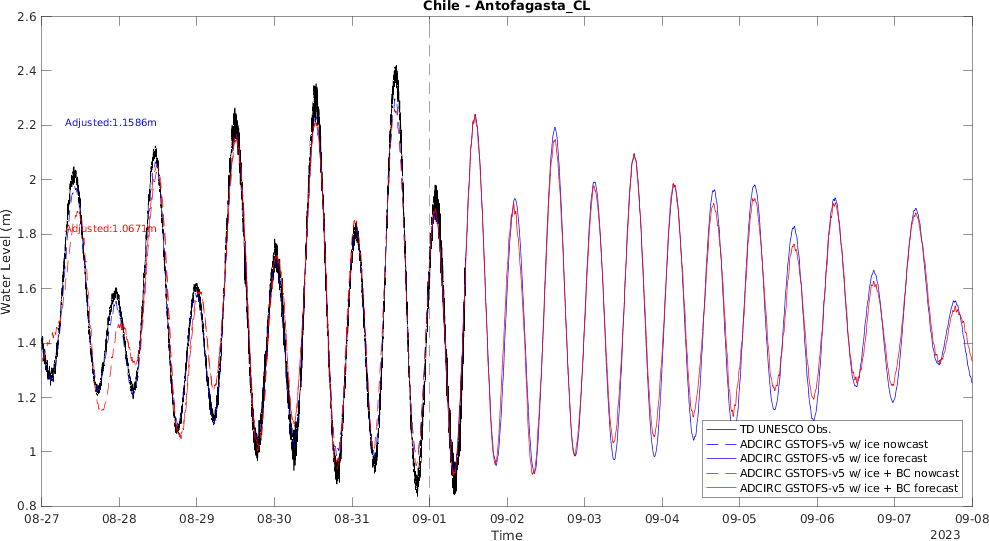 Chile - Antofagasta_CL
Water Level (m)
2.6
2.4
2.2
2
1.8
1.6
1.4
1.2
1
0.8
Adjusted:1.1586m
Adjusted:1.0671m
TD UNESCO Obs.
ADCIRC GSTOFS-v5 w/ ice nowcast
ADCIRC GSTOFS-v5 w/ ice forecast
ADCIRC GSTOFS-v5 w/ ice + BC nowcast
ADCIRC GSTOFS-v5 w/ ice + BC forecast
08-27 08-28 08-29 08-30 08-31 09-01 09-02 09-03 09-04 09-05 09-06 09-07 09-08
Time
2023